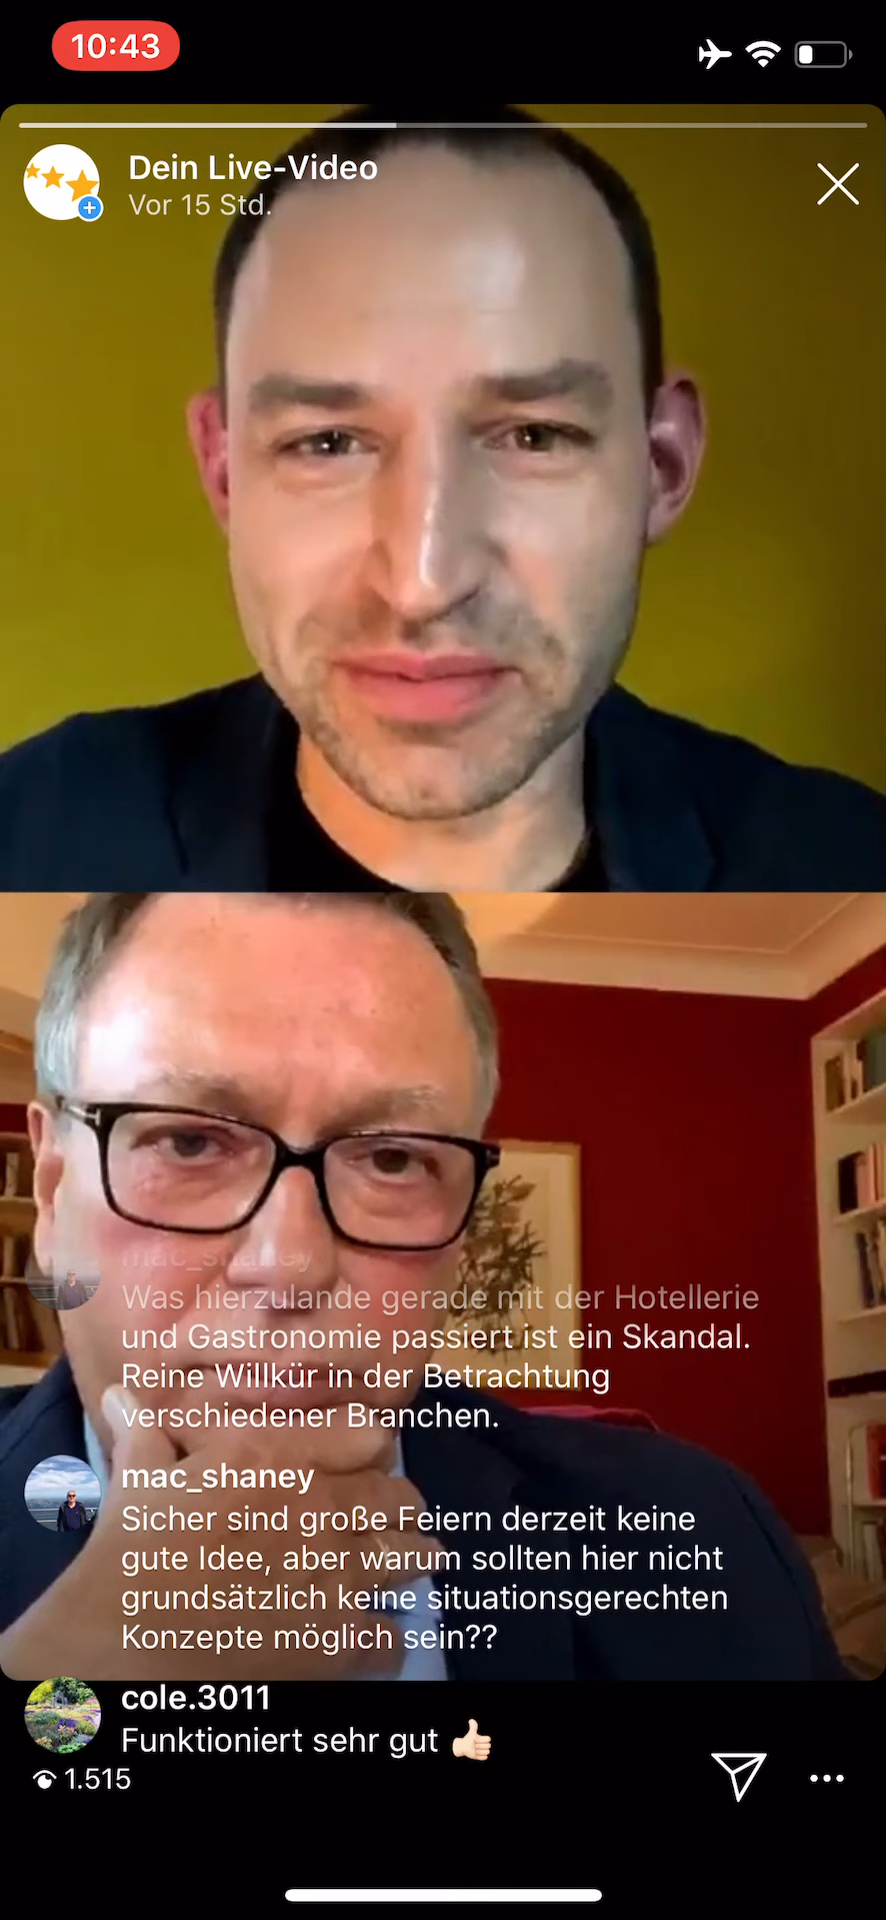 10:43
Dein Live-Video
Vor 15 Std.
mac_shaney
Was hierzulande gerade mit der Hotellerie
und Gastronomie passiert ist ein Skandal.
Reine Willkür in der Betrachtung
verschiedener Branchen.
mac_shaney
Sicher sind große Feiern derzeit keine
gute Idee, aber warum sollten hier nicht
grundsätzlich keine situationsgerechten
Konzepte möglich sein??
cole.3011
Funktioniert sehr gut 👍🏻
1.515